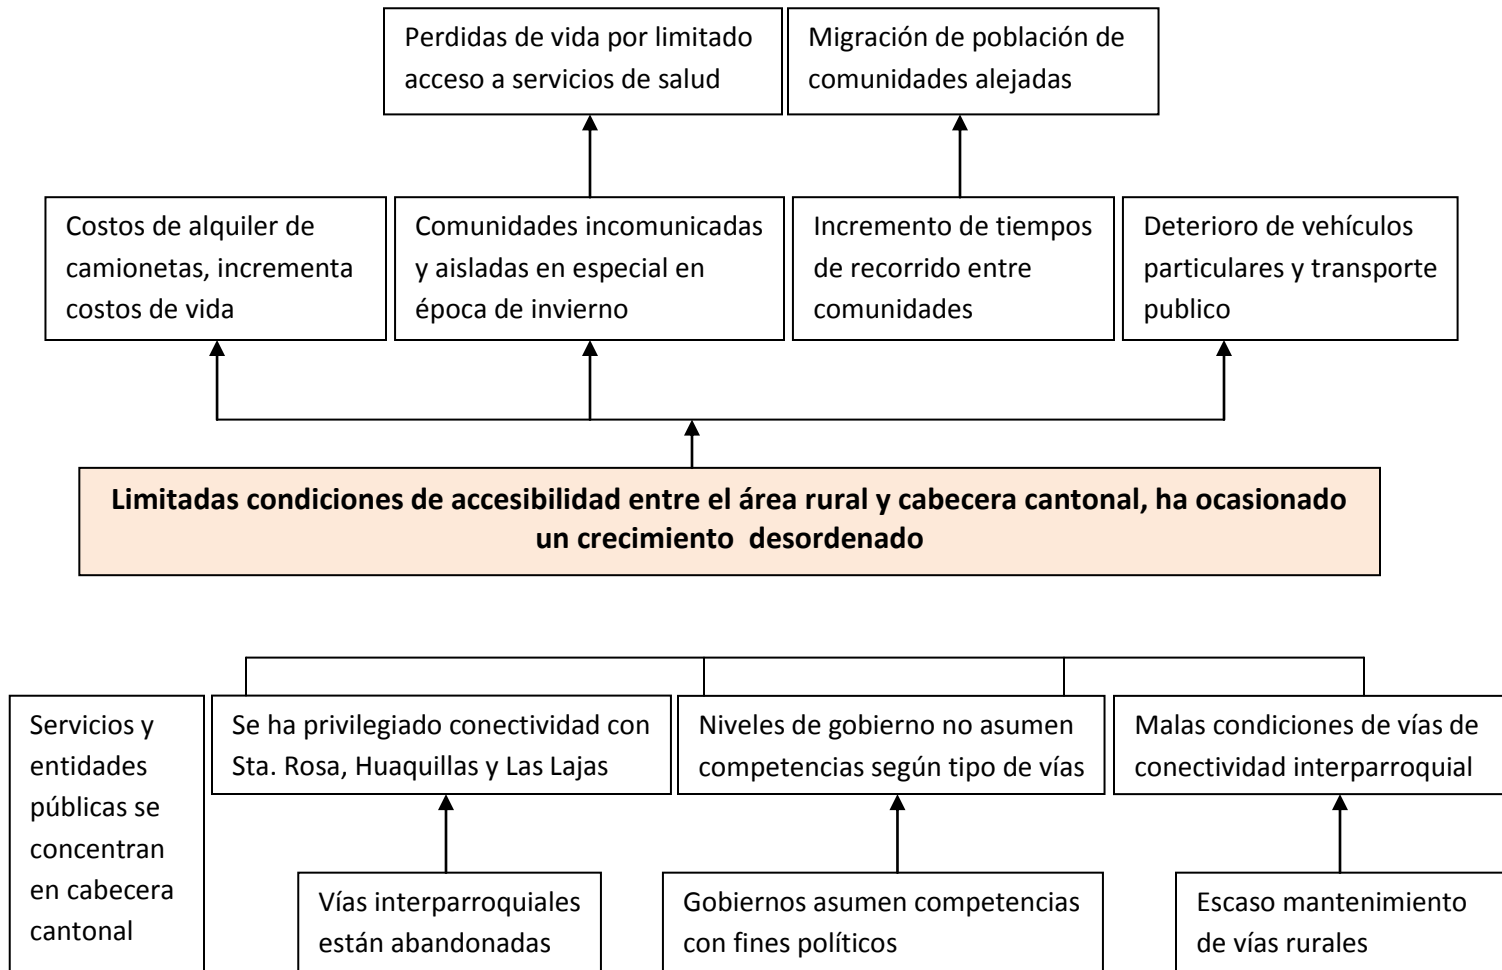 Perdidas de vida por limitado
acceso a servicios de salud
Migración de población de
comunidades alejadas
Costos de alquiler de
camionetas, incrementa
costos de vida
Comunidades incomunicadas
y aisladas en especial en
época de invierno
Incremento de tiempos
de recorrido entre
comunidades
Deterioro de vehículos
particulares y transporte
publico
Limitadas condiciones de accesibilidad entre el área rural y cabecera cantonal, ha ocasionado
un crecimiento desordenado
Servicios y
entidades
públicas se
concentran
en cabecera
cantonal
Se ha privilegiado conectividad con
Sta. Rosa, Huaquillas y Las Lajas
Niveles de gobierno no asumen
competencias según tipo de vías
Malas condiciones de vías de
conectividad interparroquial
Vías interparroquiales
están abandonadas
Gobiernos asumen competencias
con fines políticos
Escaso mantenimiento
de vías rurales